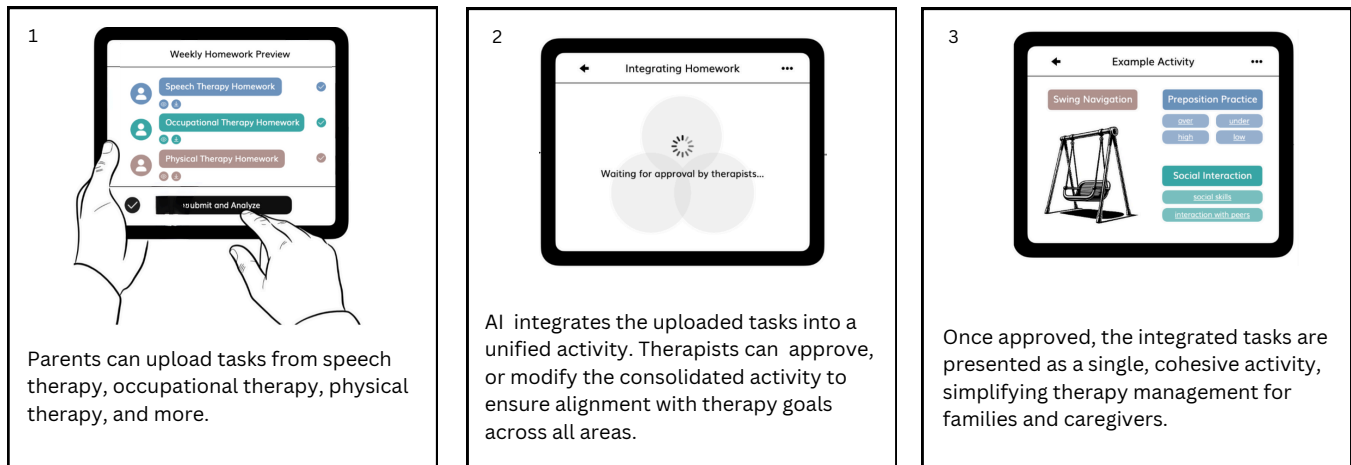 1
Weekly Homework Preview
Speech Therapy Homework
Occupational Therapy Homework
Physical Therapy Homework
Submit and Analyze
Parents can upload tasks from speech
therapy, occupational therapy, physical
therapy, and more.
2
Integrating Homework
Waiting for approval by therapists...
AI integrates the uploaded tasks into a
unified activity. Therapists can approve,
or modify the consolidated activity to
ensure alignment with therapy goals
across all areas.
3
Example Activity
Swing Navigation
Preposition Practice
over
under
high
low
Social Interaction
social skills
interaction with peers
Once approved, the integrated tasks are
presented as a single, cohesive activity,
simplifying therapy management for
families and caregivers.